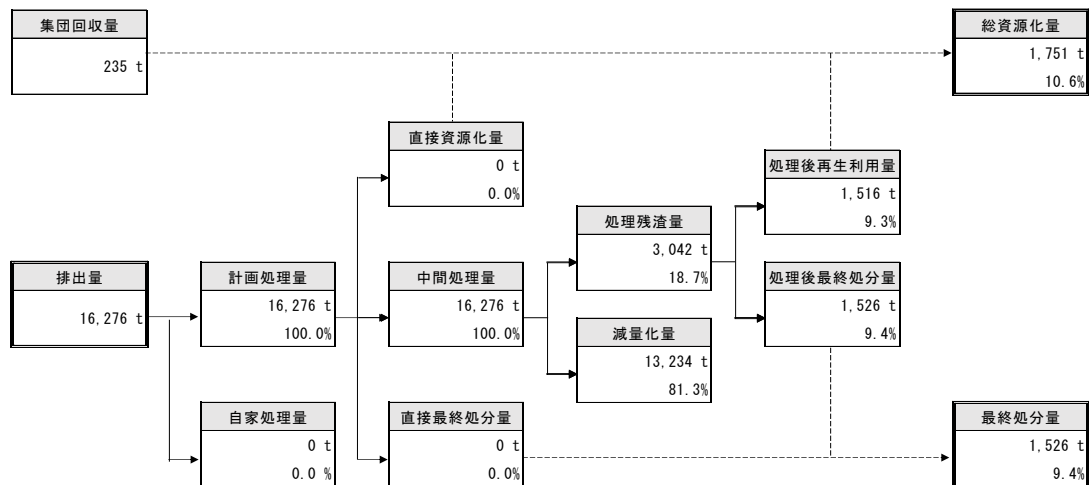 集団回収量
235 t
総資源化量
1,751 t
10.6%
直接資源化量
0 t
0.0%
処理後再生利用量
1,516 t
9.3%
処理残渣量
3,042 t
18.7%
排出量
16,276 t
計画処理量
16,276 t
100.0%
中間処理量
16,276 t
100.0%
処理後最終処分量
1,526 t
9.4%
減量化量
13,234 t
81.3%
自家処理量
0 t
0.0 %
直接最終処分量
0 t
0.0%
最終処分量
1,526 t
9.4%